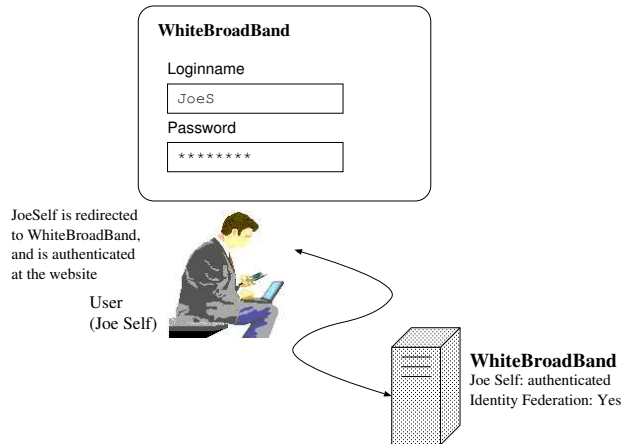 WhiteBroadBand
Loginname
JoeS
Password
********
JoeSelf is redirected
to WhiteBroadBand,
and is authenticated
at the website
User
(Joe Self)
WhiteBroadBand
Joe Self: authenticated
Identity Federation: Yes